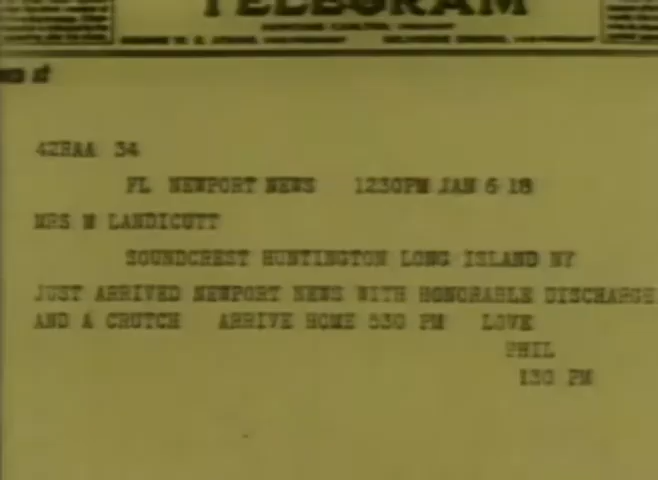 TELEGRAM
42RAA 34
FL NEWPORT NEWS 1230PM JAN 6 18
MRS M LANDICUTT
SOUNDCREST HUNTINGTON LONG ISLAND NY
JUST ARRIVED NEWPORT NEWS WITH HONORABLE DISCHARGE
AND A CRUTCH ARRIVE HOME 530 PM LOVE
PHIL
130 PM